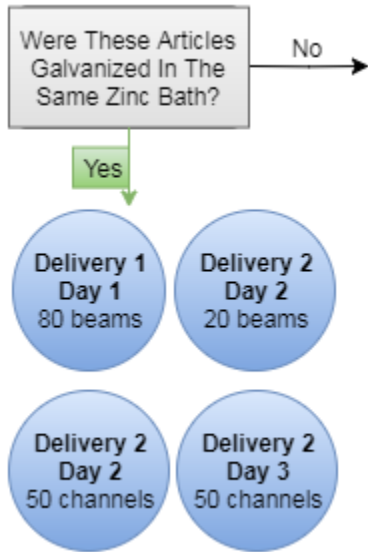 Were These Articles
Galvanized In The
Same Zinc Bath?
No
Yes
Delivery 1
Day 1
80 beams
Delivery 2
Day 2
20 beams
Delivery 2
Day 2
50 channels
Delivery 2
Day 3
50 channels